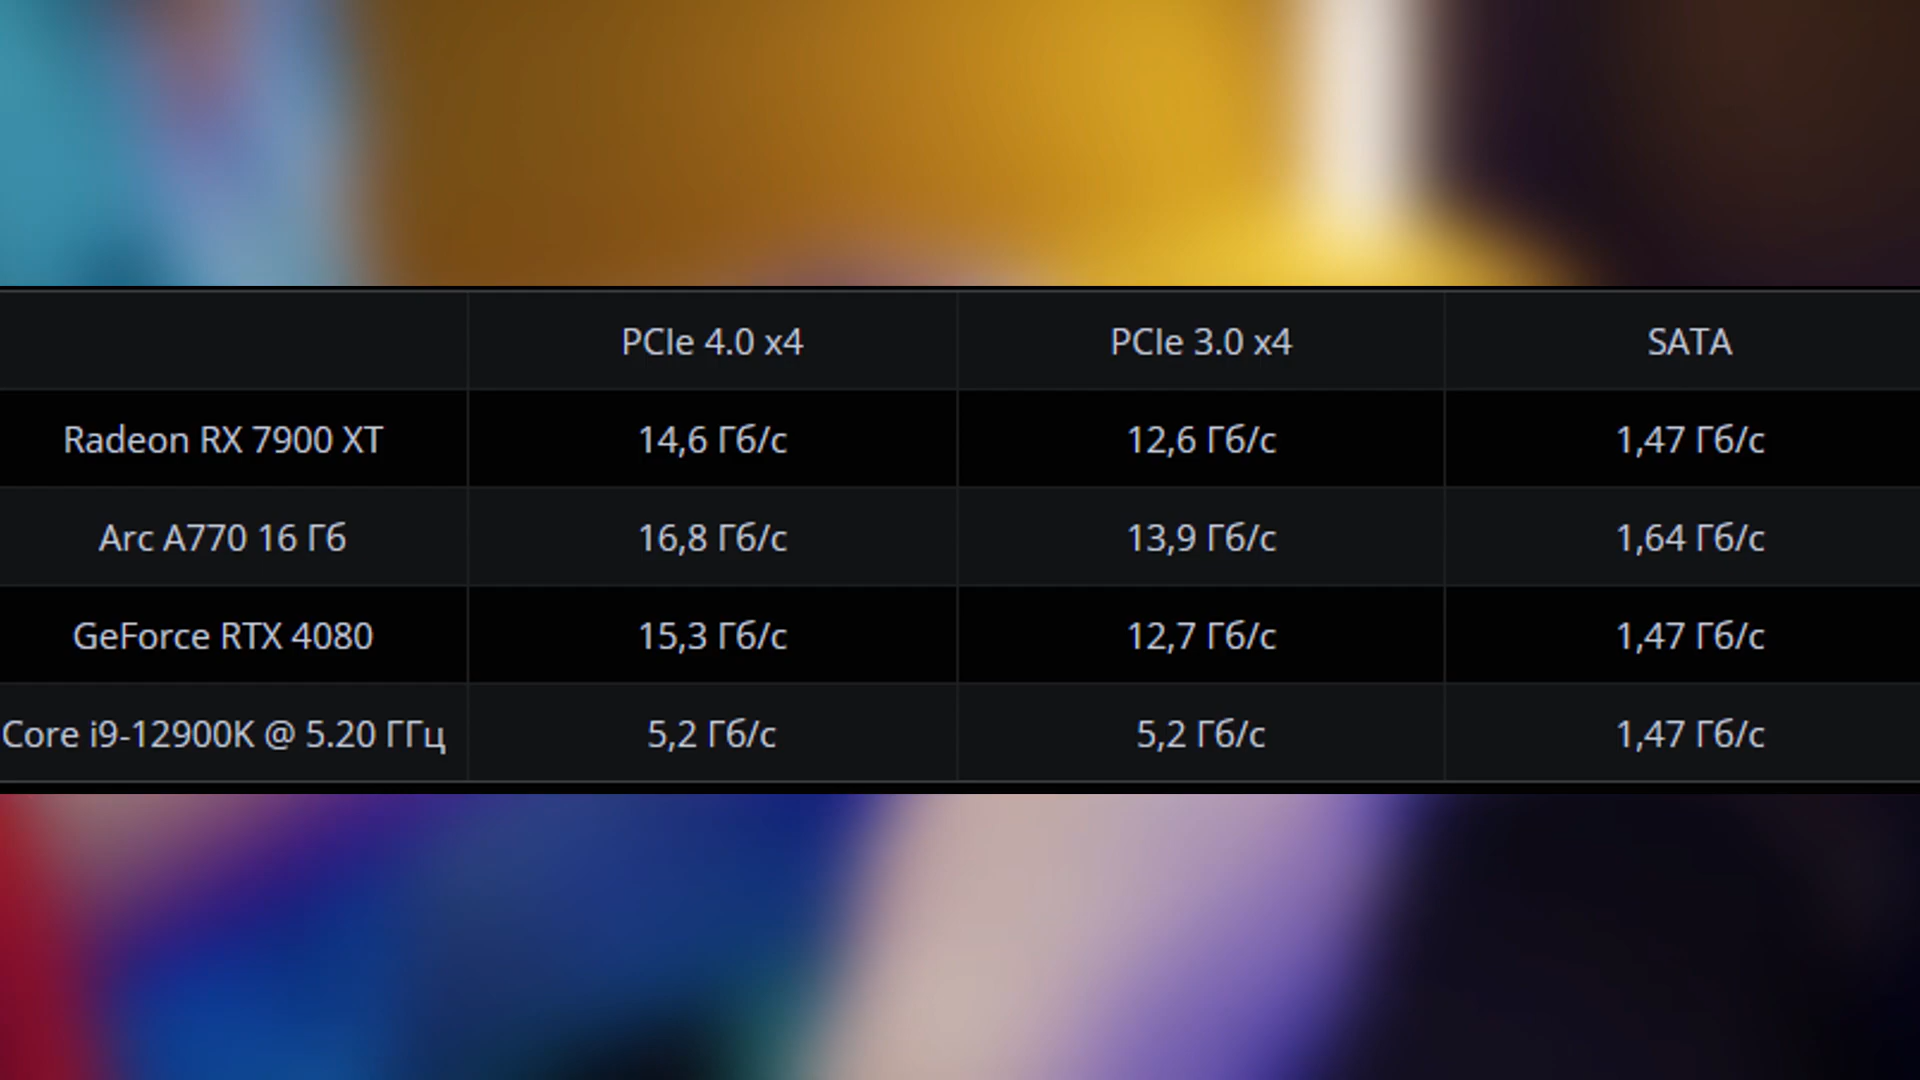 PCIe 4.0 x4 PCIe 3.0 x4 SATA
Radeon RX 7900 XT 14,6 Гб/с 12,6 Гб/с 1,47 Гб/с
Arc A770 16 Гб 16,8 Гб/с 13,9 Гб/с 1,64 Гб/с
GeForce RTX 4080 15,3 Гб/с 12,7 Гб/с 1,47 Гб/с
Core i9-12900K @ 5.20 ГГц 5,2 Гб/с 5,2 Гб/с 1,47 Гб/с